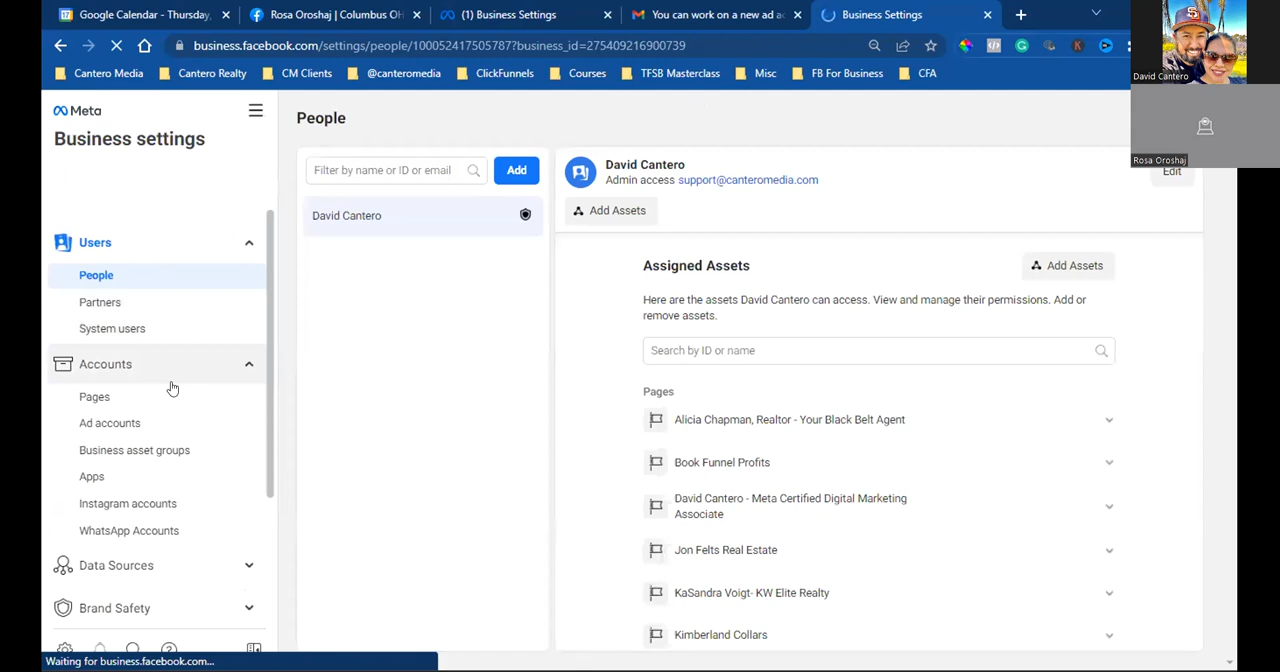 Google Calendar - Thursday,
Rosa Oroshaj | Columbus OH
(1) Business Settings
You can work on a new ad a
Business Settings
business.facebook.com/settings/people/100052417505787?business_id=275409216900739
Cantero Media
Cantero Realty
CM Clients
@canteromedia
ClickFunnels
Courses
TFSB Masterclass
Misc
FB For Business
CFA
David Cantero
Rosa Oroshaj
Meta
Business settings
Users
People
Partners
System users
Accounts
Pages
Ad accounts
Business asset groups
Apps
Instagram accounts
WhatsApp Accounts
Data Sources
Brand Safety
Waiting for business.facebook.com...
People
Filter by name or ID or email
Add
David Cantero
David Cantero
Admin access support@canteromedia.com
Edit
Add Assets
Assigned Assets
Add Assets
Here are the assets David Cantero can access. View and manage their permissions. Add or
remove assets.
Search by ID or name
Pages
Alicia Chapman, Realtor - Your Black Belt Agent
Book Funnel Profits
David Cantero - Meta Certified Digital Marketing
Associate
Jon Felts Real Estate
KaSandra Voigt- KW Elite Realty
Kimberland Collars